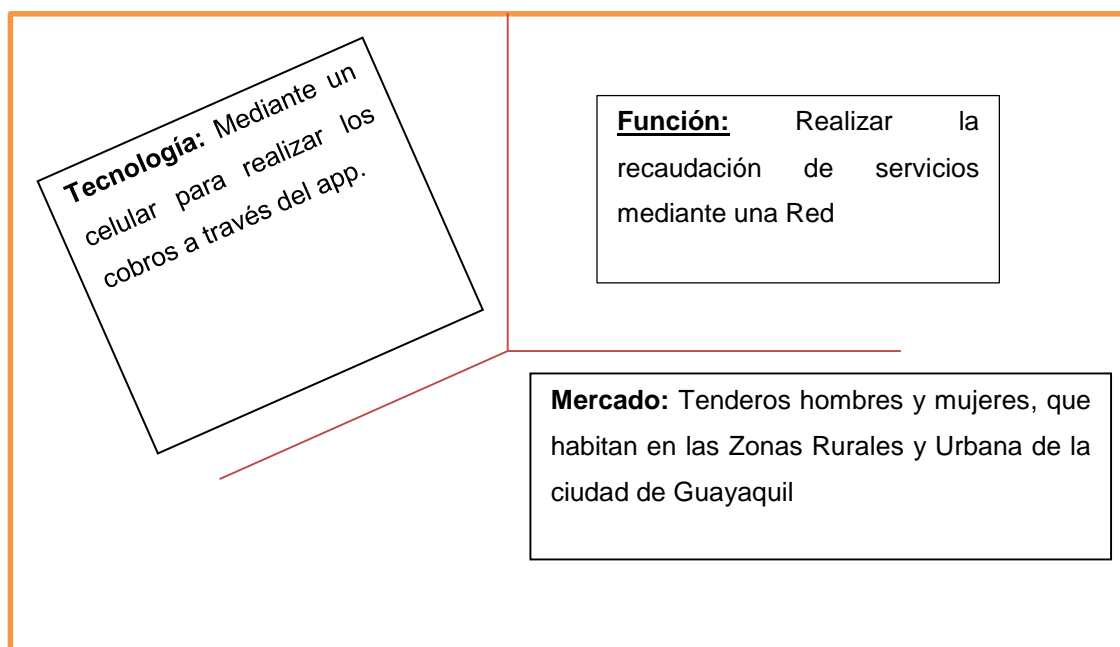 Tecnología: Mediante un
celular para realizar los
cobros a través del app.
Función: Realizar la
recaudación de servicios
mediante una Red
Mercado: Tenderos hombres y mujeres, que
habitan en las Zonas Rurales y Urbana de la
ciudad de Guayaquil